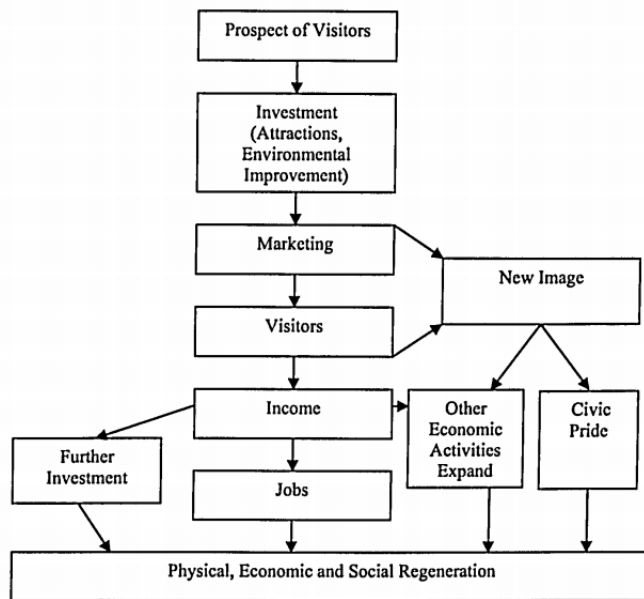 Prospect of Visitors
Investment
(Attractions,
Environmental
Improvement)
Marketing
New Image
Visitors
Income
Other
Economic
Activities
Expand
Civic
Pride
Further
Investment
Jobs
Physical, Economic and Social Regeneration